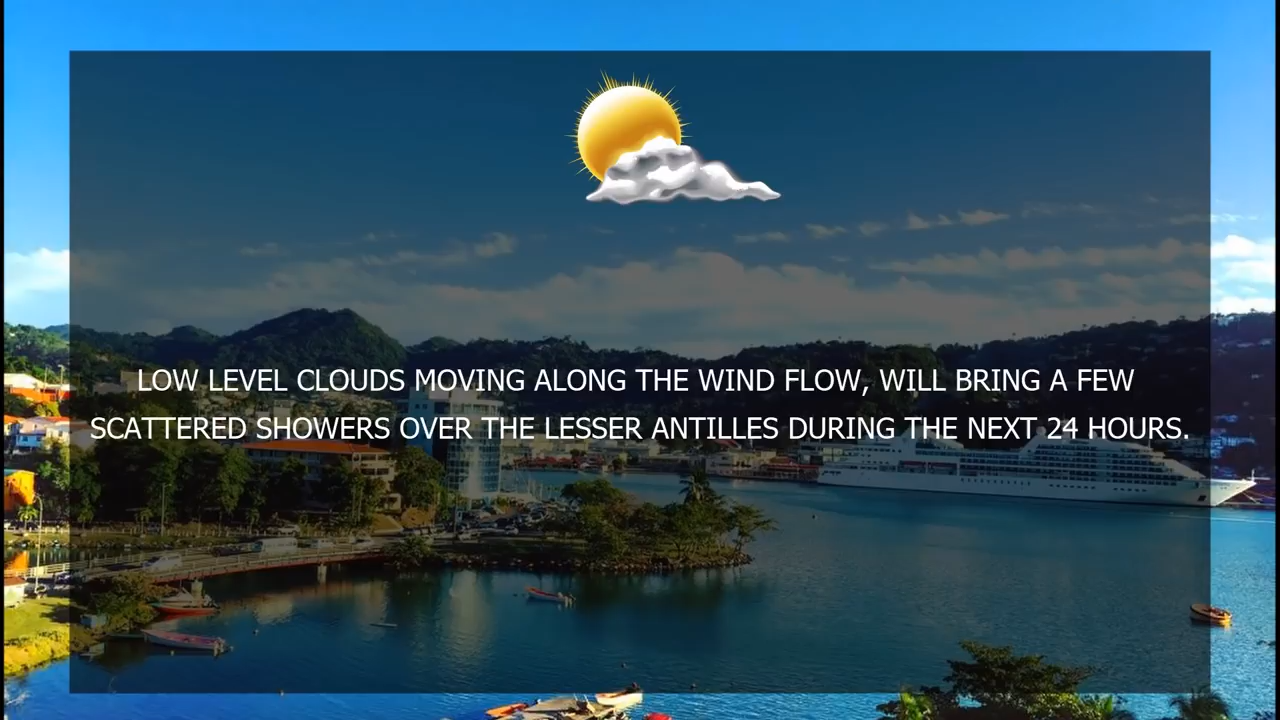 LOW LEVEL CLOUDS MOVING ALONG THE WIND FLOW, WILL BRING A FEW
SCATTERED SHOWERS OVER THE LESSER ANTILLES DURING THE NEXT 24 HOURS.